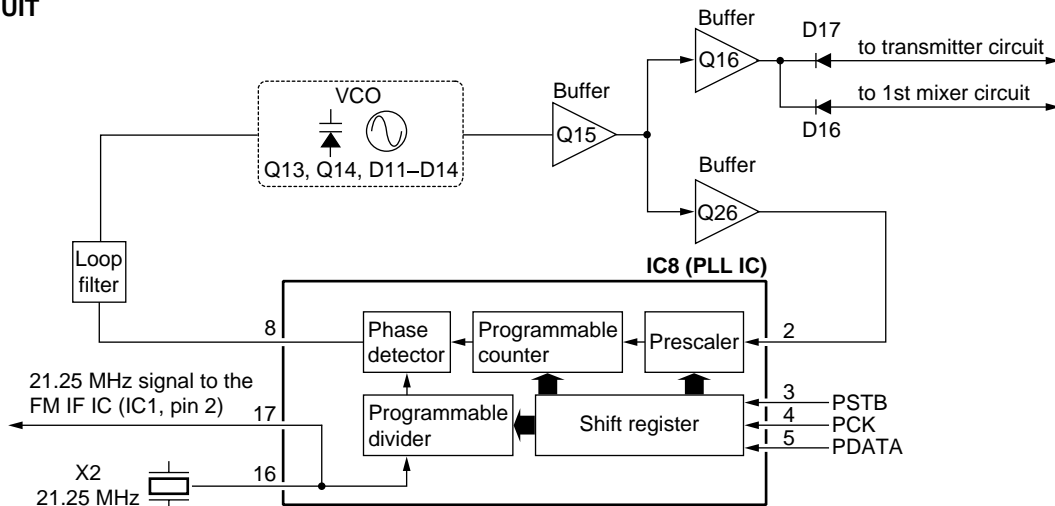 UIT
Buffer
D17
Q16
to transmitter circuit
to 1st mixer circuit
D16
VCO
Buffer
Q15
Q13, Q14, D11–D14
Buffer
Q26
Loop
filter
IC8 (PLL IC)
8
Phase
detector
Programmable
counter
Prescaler
2
21.25 MHz signal to the
FM IF IC (IC1, pin 2)
17
Programmable
divider
Shift register
3
PSTB
4
PCK
5
PDATA
X2
21.25 MHz
16